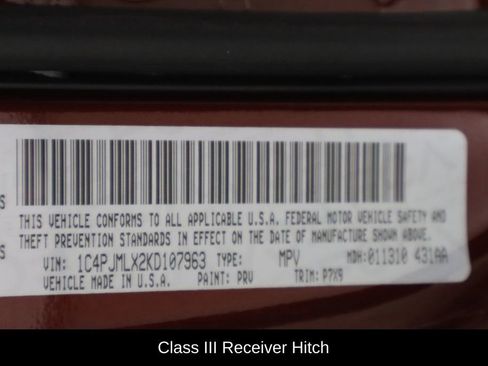 S
THIS VEHICLE CONFORMS TO ALL APPLICABLE U.S.A. FEDERAL MOTOR VEHICLE SAFETY AND
THEFT PREVENTION STANDARDS IN EFFECT ON THE DATE OF MANUFACTURE SHOWN ABOVE.
S
VIN: 1C4PJMLX2KD107963 TYPE: MPV MDH:011310 431AA
VEHICLE MADE IN U.S.A. PAINT: PRV TRIM: P7X9
Class III Receiver Hitch